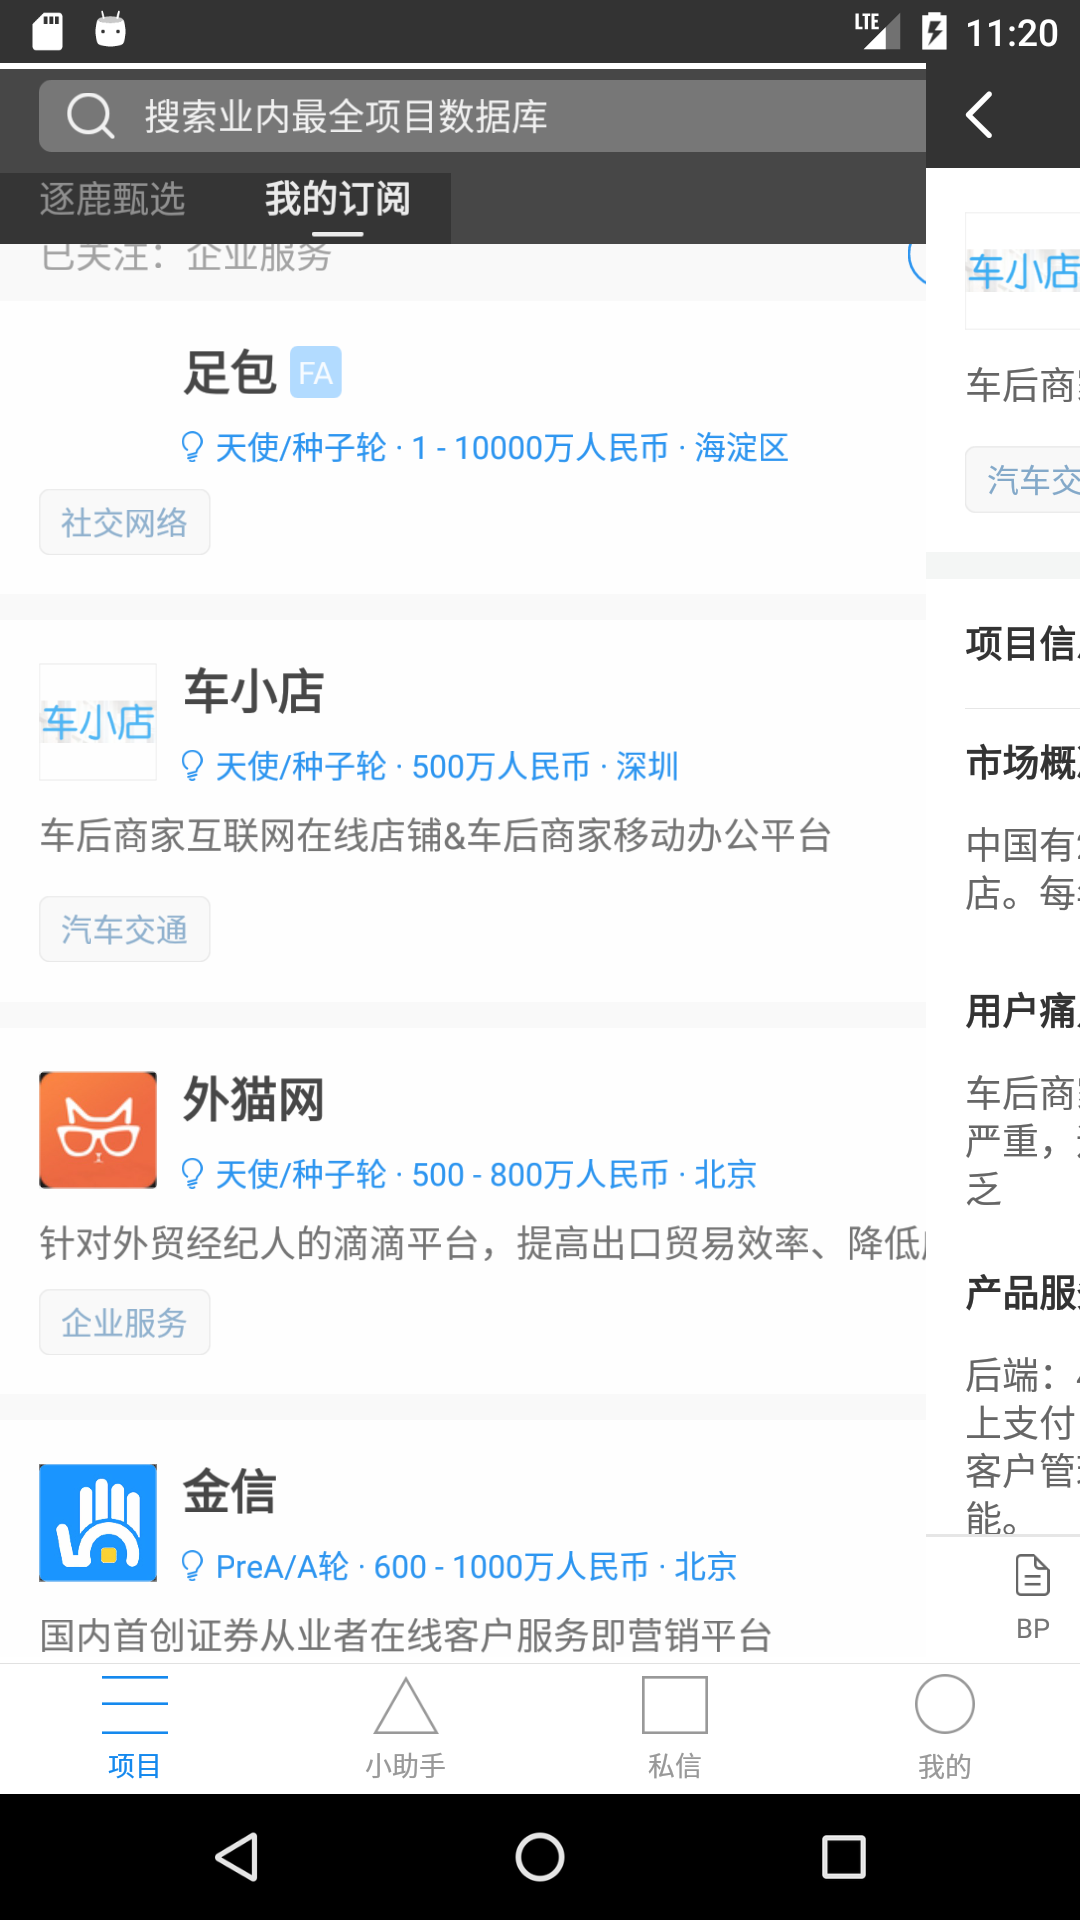 LTE 11:20
搜索业内最全项目数据库
逐鹿甄选 我的订阅
已关注：企业服务
足包 FA
天使/种子轮 · 1 - 10000万人民币 · 海淀区
社交网络
车小店
车小店
天使/种子轮 · 500万人民币 · 深圳
车后商家互联网在线店铺&车后商家移动办公平台
汽车交通
外猫网
天使/种子轮 · 500 - 800万人民币 · 北京
针对外贸经纪人的滴滴平台，提高出口贸易效率、降低
企业服务
金信
PreA/A轮 · 600 - 1000万人民币 · 北京
国内首创证券从业者在线客户服务即营销平台
车小店
车后商
汽车交
项目信
市场概
中国有
店。每
用户痛
车后商
严重，
乏
产品服
后端：
上支付
客户管
能。
BP
项目 小助手 私信 我的